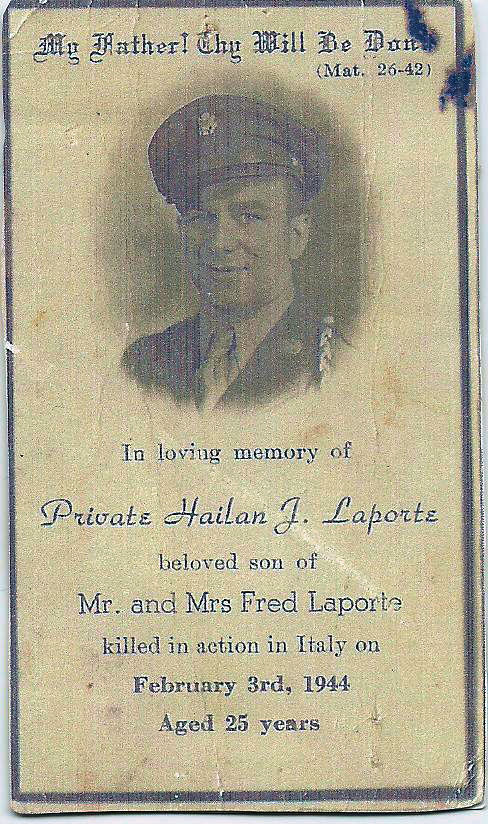 My Father! Thy Will Be Done
(Mat. 26-42)
In loving memory of
Private Hailan J. Laporte
beloved son of
Mr. and Mrs Fred Laporte
killed in action in Italy on
February 3rd, 1944
Aged 25 years